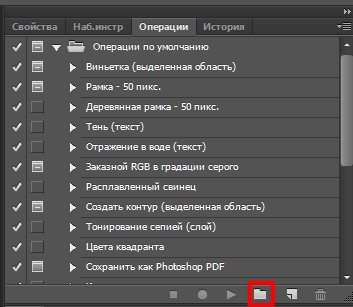 Свойства Наб.инстр Операции История
Операции по умолчанию
Виньетка (выделенная область)
Рамка - 50 пикс.
Деревянная рамка - 50 пикс.
Тень (текст)
Отражение в воде (текст)
Заказной RGB в градации серого
Расплавленный свинец
Создать контур (выделенная область)
Тонирование сепией (слой)
Цвета квадранта
Сохранить как Photoshop PDF